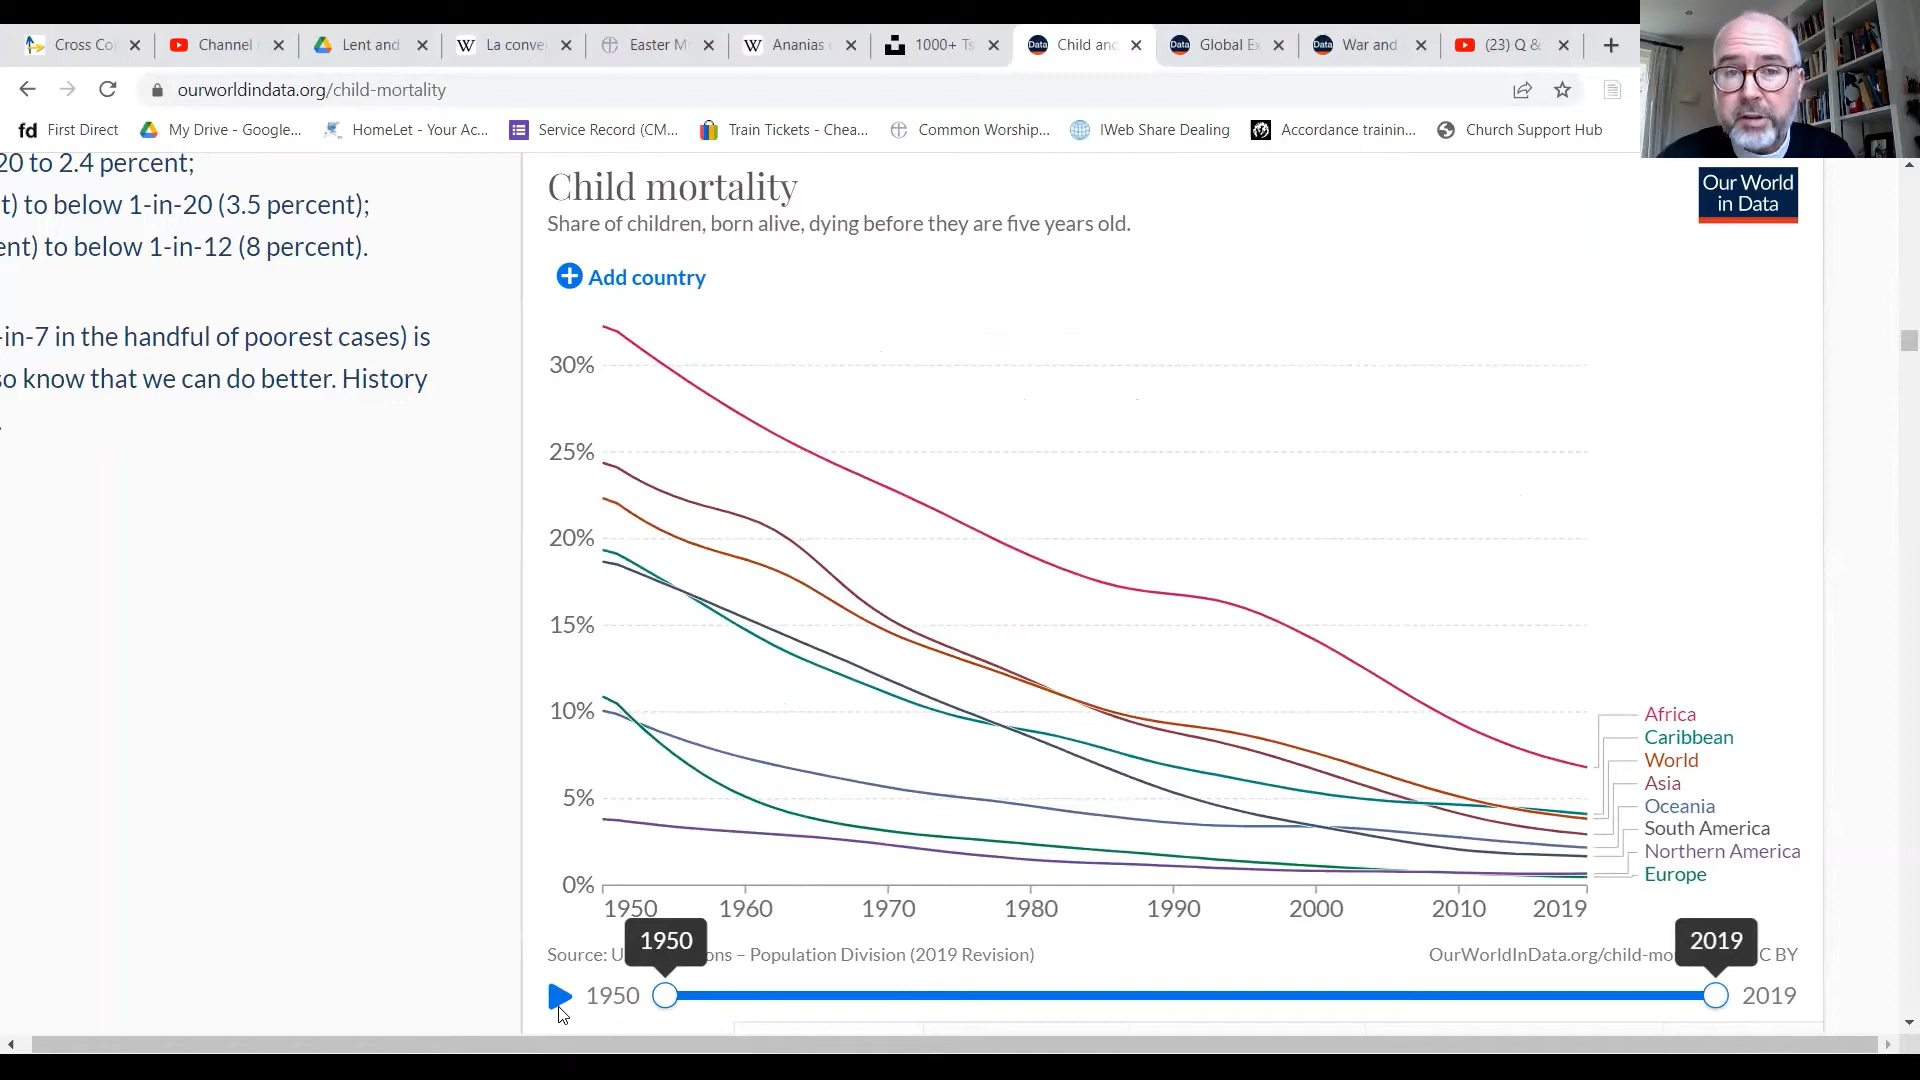 Cross Co
Channel
Lent and
La conve
Easter M
Ananias
1000+ Ts
Child and
Global Ex
War and
(23) Q &
ourworldindata.org/child-mortality
fd First Direct
My Drive - Google...
HomeLet - Your Ac...
Service Record (CM...
Train Tickets - Chea...
Common Worship,...
IWeb Share Dealing
Accordance trainin...
Church Support Hub
20 to 2.4 percent;
t) to below 1-in-20 (3.5 percent);
ent) to below 1-in-12 (8 percent).
-in-7 in the handful of poorest cases) is
so know that we can do better. History
.
Child mortality
Share of children, born alive, dying before they are five years old.
Our World
in Data
Add country
30%
25%
20%
15%
10%
5%
0%
1950 1960 1970 1980 1990 2000 2010 2019
Africa
Caribbean
World
Asia
Oceania
South America
Northern America
Europe
1950
2019
Source: U ons – Population Division (2019 Revision)
OurWorldInData.org/child-mo C BY
1950
2019